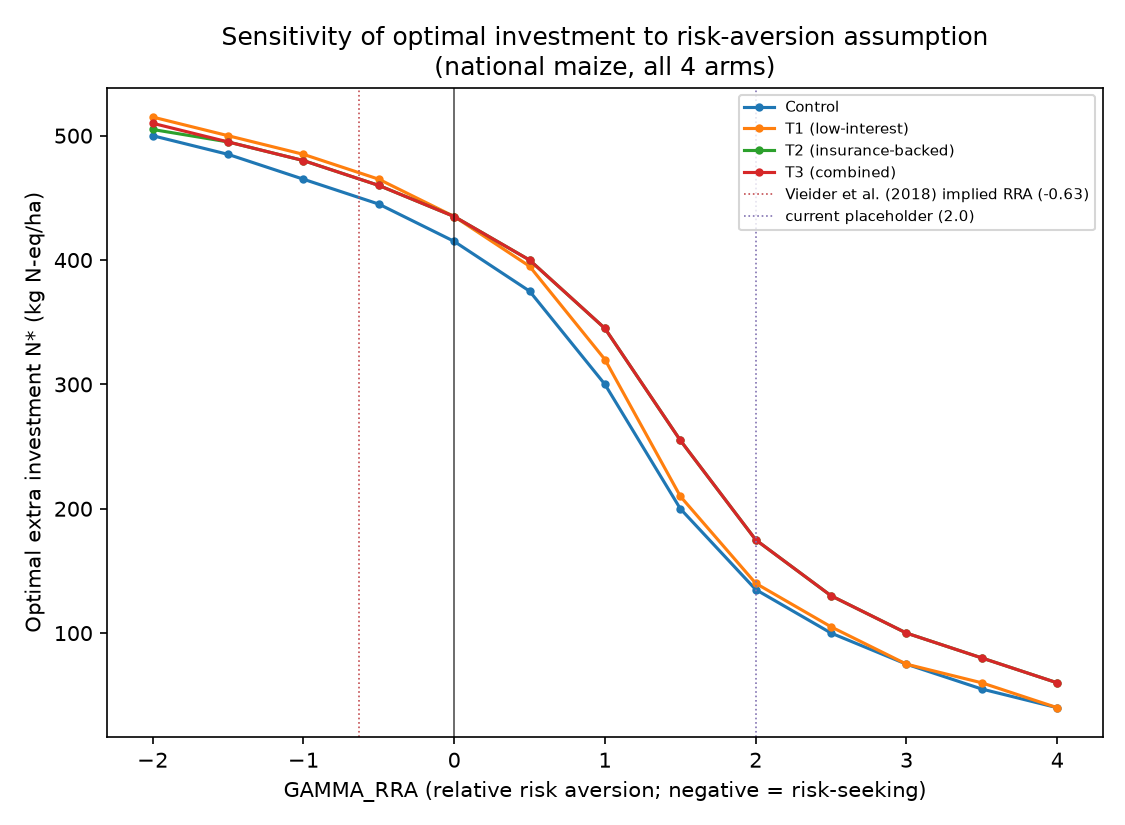 Sensitivity of optimal investment to risk-aversion assumption
(national maize, all 4 arms)
Control
T1 (low-interest)
T2 (insurance-backed)
T3 (combined)
Vieider et al. (2018) implied RRA (-0.63)
current placeholder (2.0)
Optimal extra investment N* (kg N-eq/ha)
500
400
300
200
100
−2
−1
0
1
2
3
4
GAMMA_RRA (relative risk aversion; negative = risk-seeking)